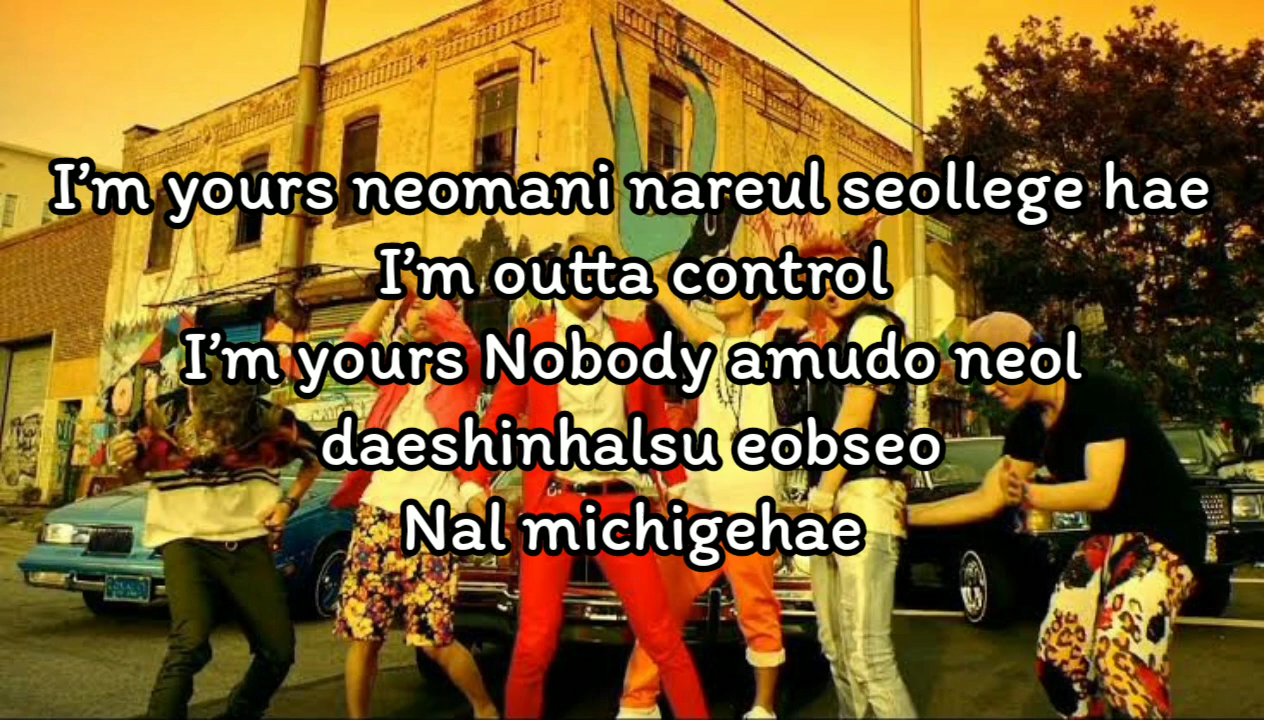 I'm yours neomani nareul seollege hae
I'm outta control
I'm yours Nobody amudo neol
daeshinhalsu eobseo
Nal michigehae